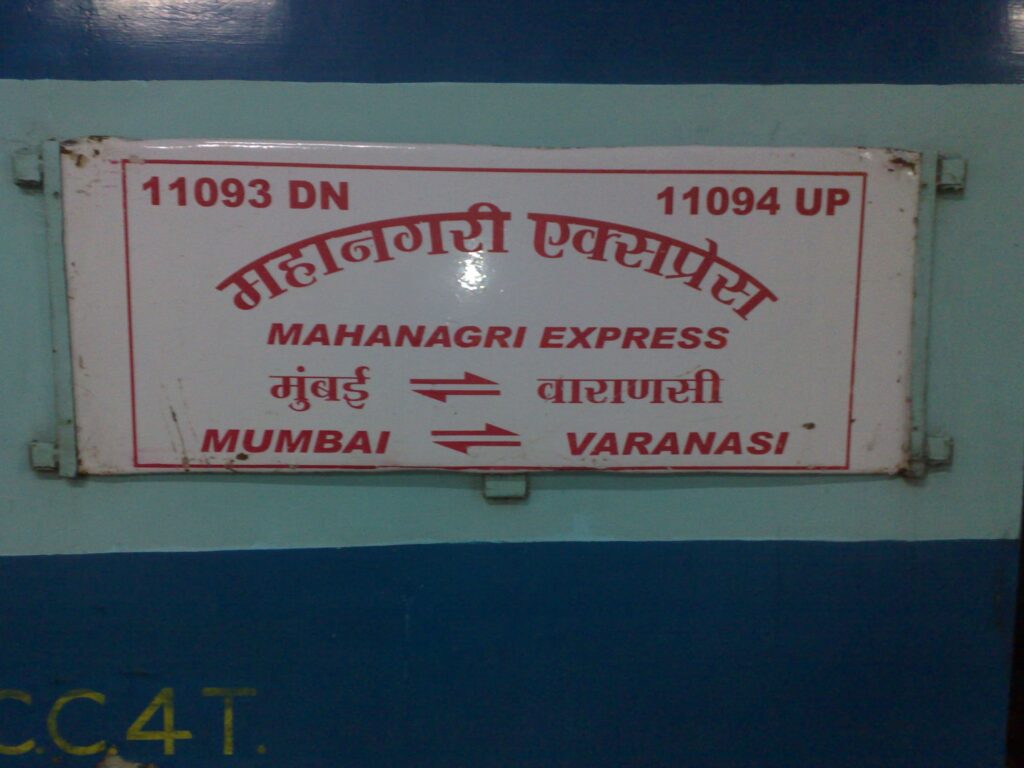 11093 DN 11094 UP
महानगरी एक्सप्रेस
MAHANAGRI EXPRESS
मुंबई ⇌ वाराणसी
MUMBAI ⇌ VARANASI
C.C.4T.